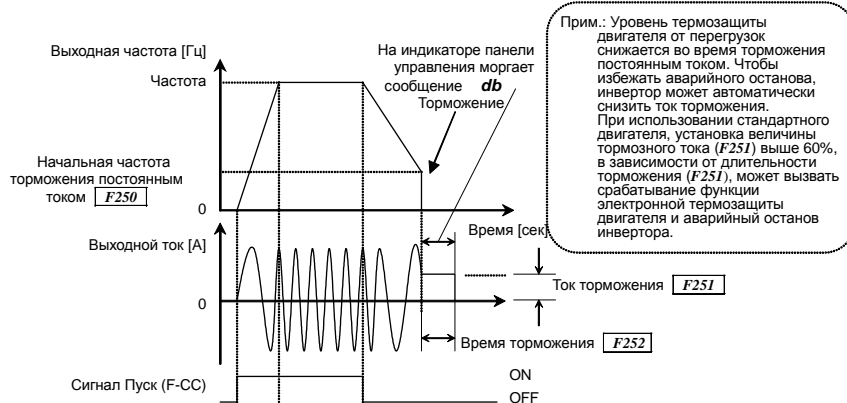 Выходная частота [Гц]
Частота
Начальная частота
торможения постоянным
током F250
0
На индикаторе панели
управления моргает
сообщение db
Торможение
Прим.: Уровень термозащиты
двигателя от перегрузок
снижается во время торможения
постоянным током. Чтобы
избежать аварийного останова,
инвертор может автоматически
снизить ток торможения.
При использовании стандартного
двигателя, установка величины
тормозного тока (F251) выше 60%,
в зависимости от длительности
торможения (F251), может вызвать
срабатывание функции
электронной термозащиты
двигателя и аварийный останов
инвертора.
Выходной ток [A]
0
Время [сек]
Ток торможения F251
Время торможения F252
Сигнал Пуск (F-CC)
ON
OFF